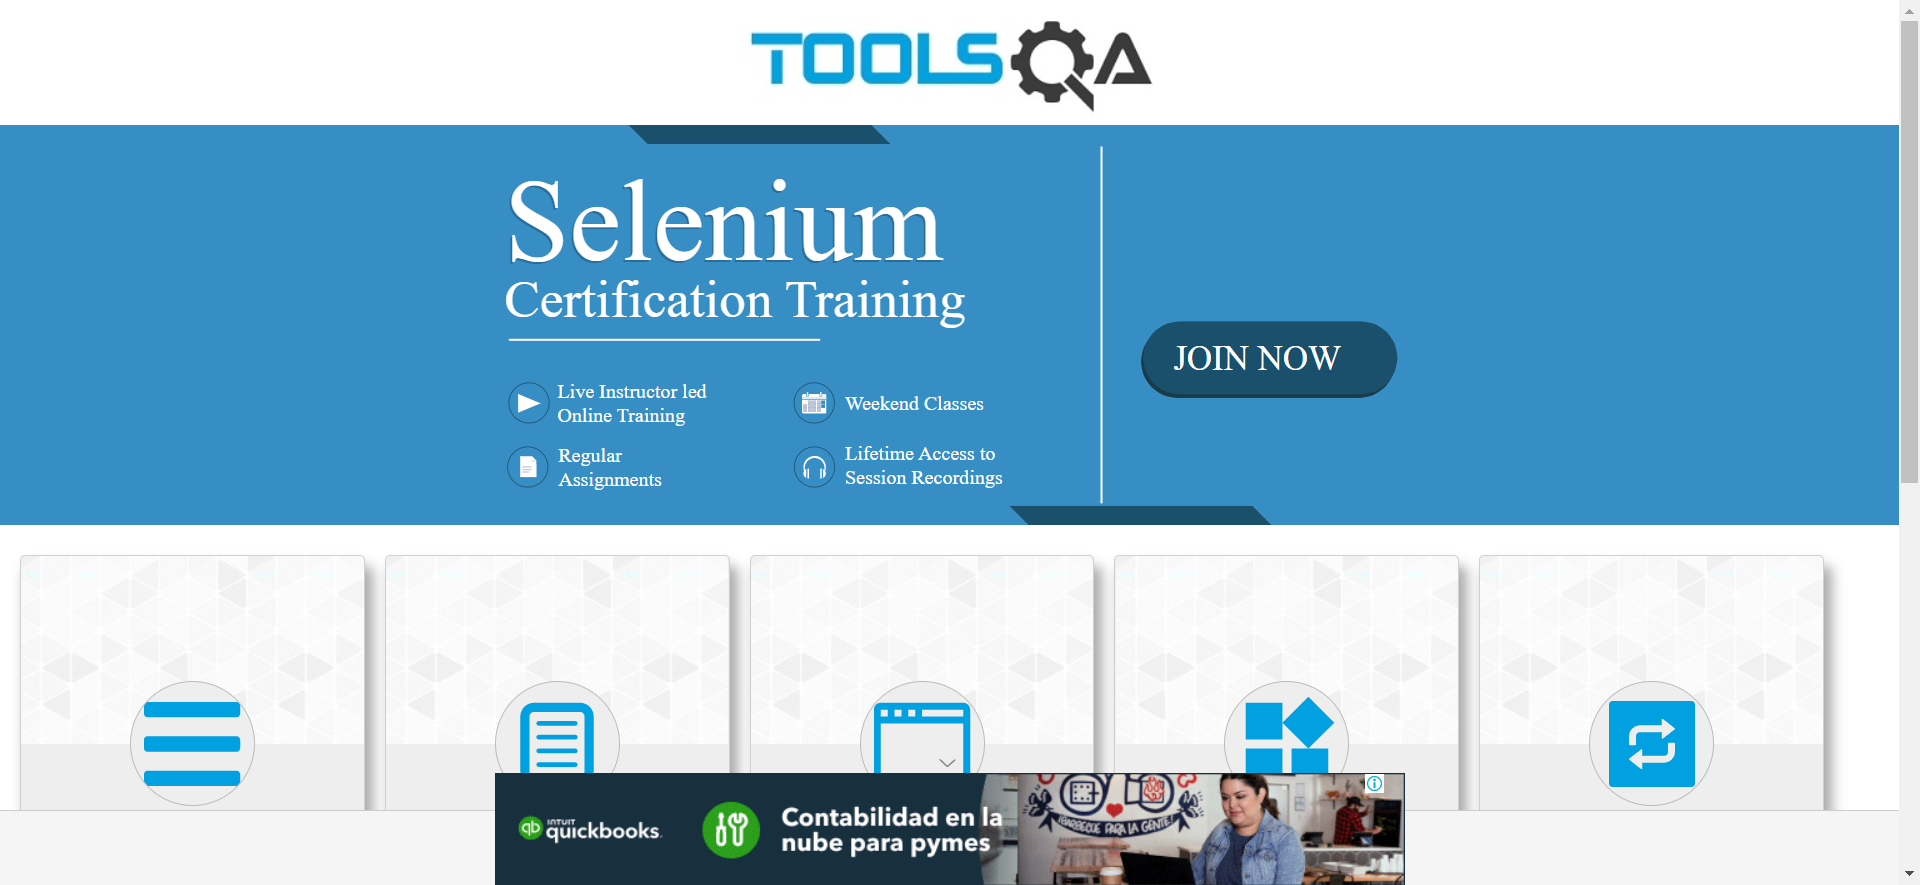 TOOLSQA
Selenium
Certification Training
JOIN NOW
Live Instructor led
Online Training
Weekend Classes
Regular
Assignments
Lifetime Access to
Session Recordings
INTUIT
quickbooks.
Contabilidad en la
nube para pymes
¡BARBECUE PARA LA GENTE!